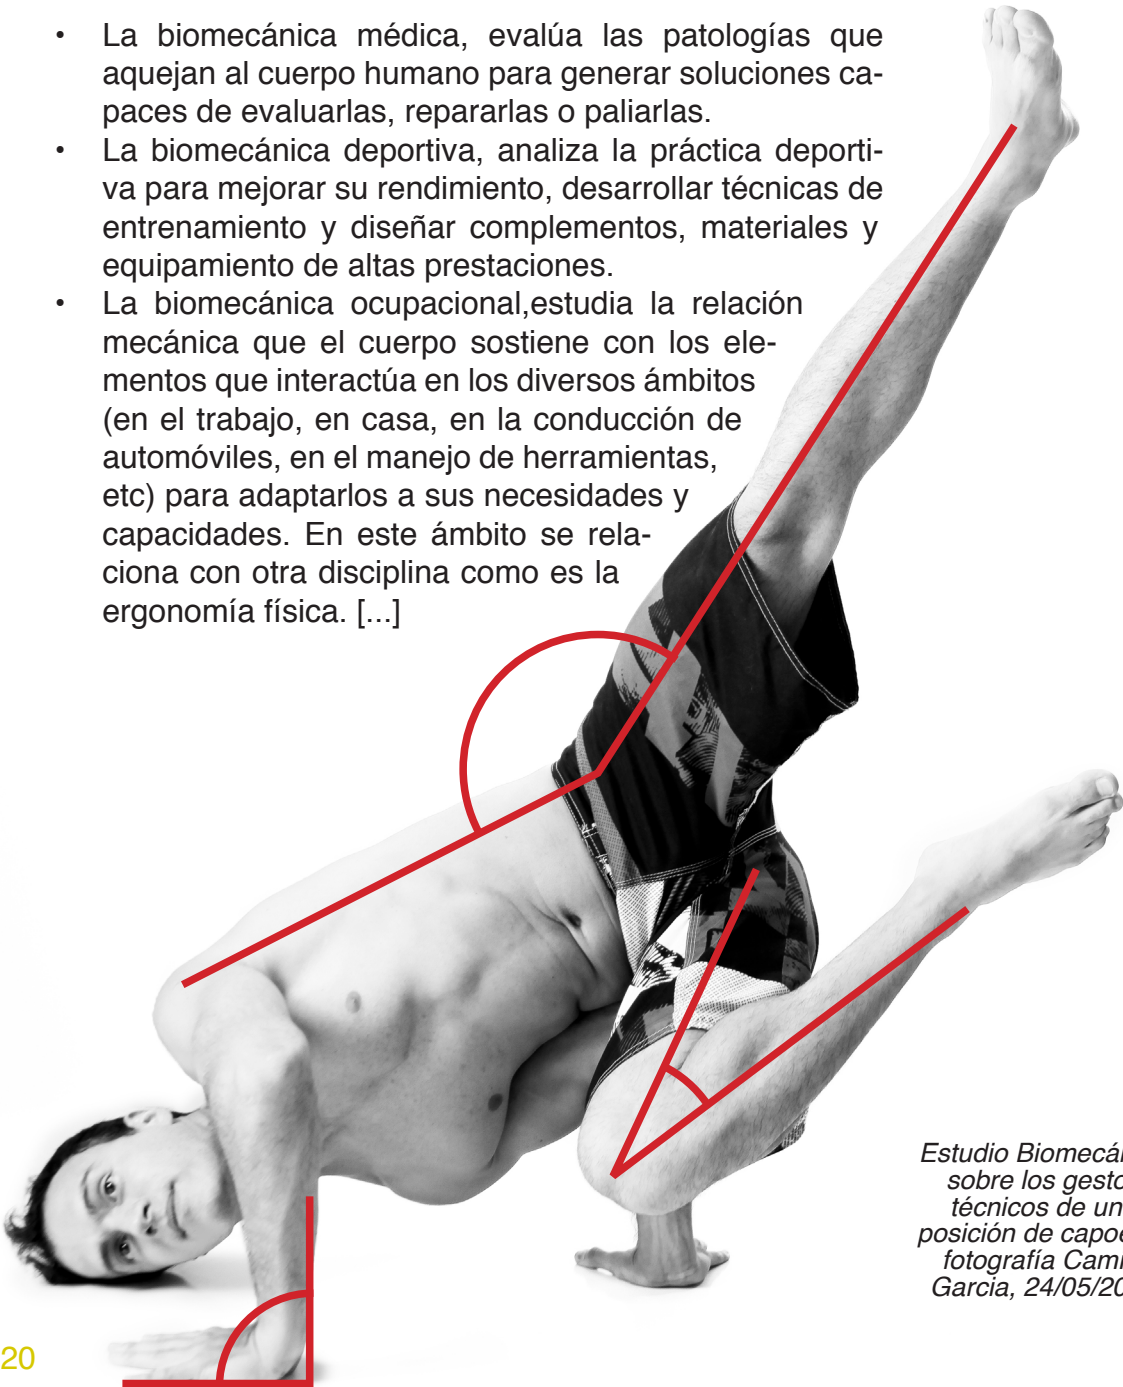 • La biomecánica médica, evalúa las patologías que
aquejan al cuerpo humano para generar soluciones ca-
paces de evaluarlas, repararlas o paliarlas.
• La biomecánica deportiva, analiza la práctica deporti-
va para mejorar su rendimiento, desarrollar técnicas de
entrenamiento y diseñar complementos, materiales y
equipamiento de altas prestaciones.
• La biomecánica ocupacional,estudia la relación
mecánica que el cuerpo sostiene con los ele-
mentos que interactúa en los diversos ámbitos
(en el trabajo, en casa, en la conducción de
automóviles, en el manejo de herramientas,
etc) para adaptarlos a sus necesidades y
capacidades. En este ámbito se rela-
ciona con otra disciplina como es la
ergonomía física. [...]
Estudio
sobre los
técnicos de
posición de
fotografía
Garcia,
20